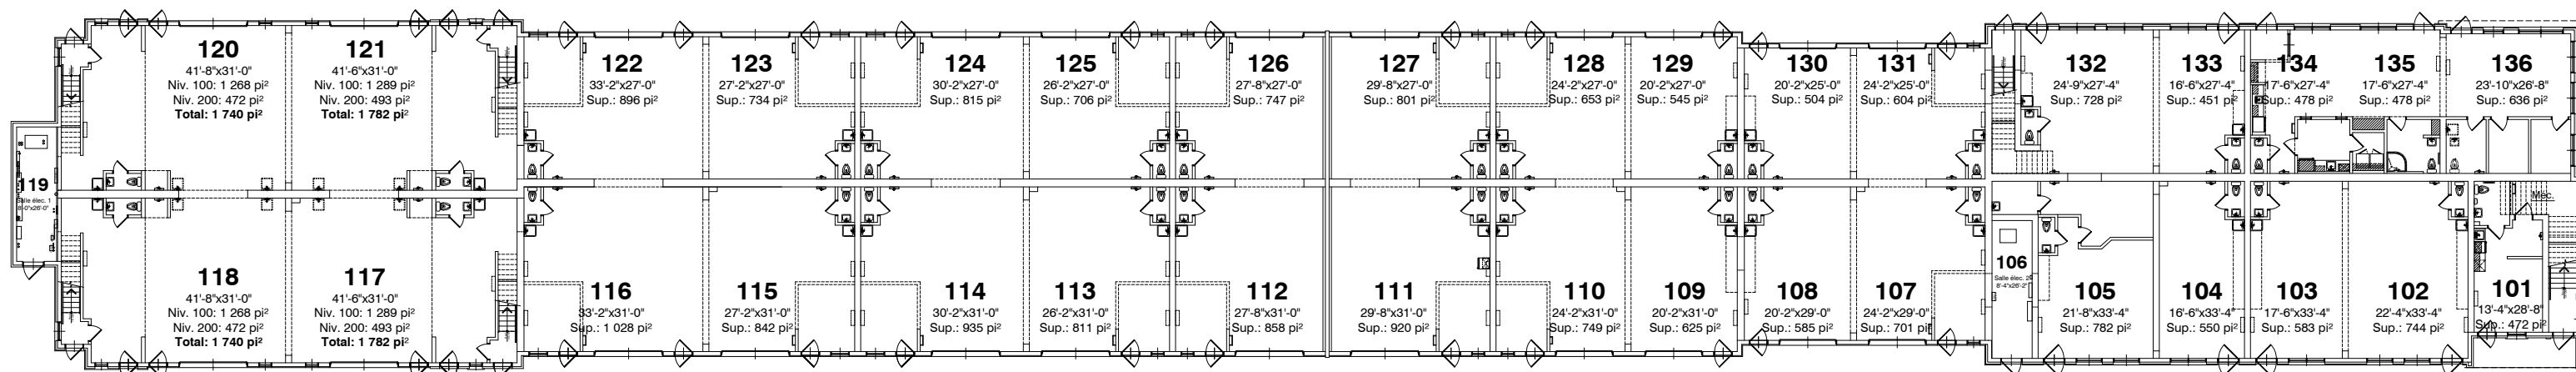 120
41'-8"x31'-0"
Niv. 100: 1 268 pi²
Niv. 200: 472 pi²
Total: 1 740 pi²
121
41'-6"x31'-0"
Niv. 100: 1 289 pi²
Niv. 200: 493 pi²
Total: 1 782 pi²
122
33'-2"x27'-0"
Sup.: 896 pi²
123
27'-2"x27'-0"
Sup.: 734 pi²
124
30'-2"x27'-0"
Sup.: 815 pi²
125
26'-2"x27'-0"
Sup.: 706 pi²
126
27'-8"x27'-0"
Sup.: 747 pi²
127
29'-8"x27'-0"
Sup.: 801 pi²
128
24'-2"x27'-0"
Sup.: 653 pi²
129
20'-2"x27'-0"
Sup.: 545 pi²
130
20'-2"x25'-0"
Sup.: 504 pi²
131
24'-2"x25'-0"
Sup.: 604 pi²
132
24'-9"x27'-4"
Sup.: 728 pi²
133
16'-6"x27'-4"
Sup.: 451 pi²
134
17'-6"x27'-4"
Sup.: 478 pi²
135
17'-6"x27'-4"
Sup.: 478 pi²
136
23'-10"x26'-8"
Sup.: 636 pi²
119
Salle élec. 1
8'-0"x26'-0"
118
41'-8"x31'-0"
Niv. 100: 1 268 pi²
Niv. 200: 472 pi²
Total: 1 740 pi²
117
41'-6"x31'-0"
Niv. 100: 1 289 pi²
Niv. 200: 493 pi²
Total: 1 782 pi²
116
33'-2"x31'-0"
Sup.: 1 028 pi²
115
27'-2"x31'-0"
Sup.: 842 pi²
114
30'-2"x31'-0"
Sup.: 935 pi²
113
26'-2"x31'-0"
Sup.: 811 pi²
112
27'-8"x31'-0"
Sup.: 858 pi²
111
29'-8"x31'-0"
Sup.: 920 pi²
110
24'-2"x31'-0"
Sup.: 749 pi²
109
20'-2"x31'-0"
Sup.: 625 pi²
108
20'-2"x29'-0"
Sup.: 585 pi²
107
24'-2"x29'-0"
Sup.: 701 pi²
106
Salle élec. 2
8'-4"x26'-2"
105
21'-8"x33'-4"
Sup.: 782 pi²
104
16'-6"x33'-4"
Sup.: 550 pi²
103
17'-6"x33'-4"
Sup.: 583 pi²
102
22'-4"x33'-4"
Sup.: 744 pi²
101
13'-4"x28'-8"
Sup.: 472 pi²
Méc.